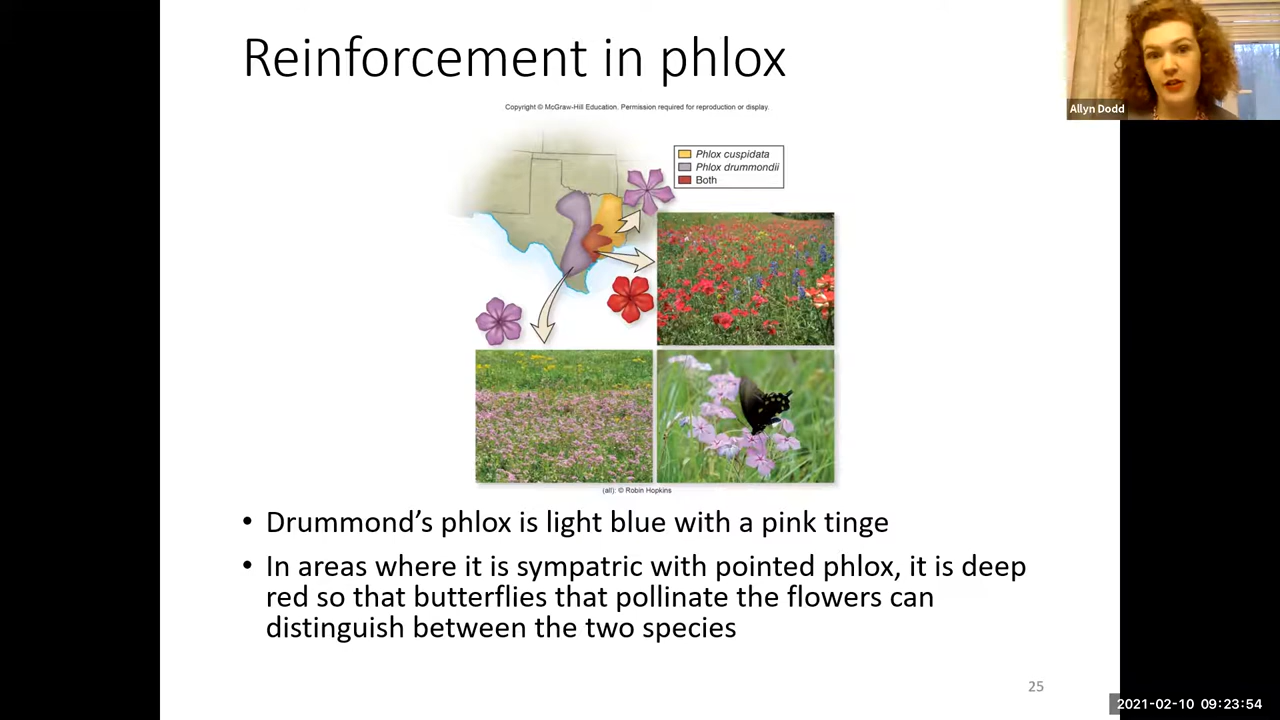 Reinforcement in phlox
Copyright © McGraw-Hill Education. Permission required for reproduction or display.
Allyn Dodd
Phlox cuspidata
Phlox drummondii
Both
(all): © Robin Hopkins
• Drummond’s phlox is light blue with a pink tinge
• In areas where it is sympatric with pointed phlox, it is deep
red so that butterflies that pollinate the flowers can
distinguish between the two species
25
2021-02-10 09:23:54